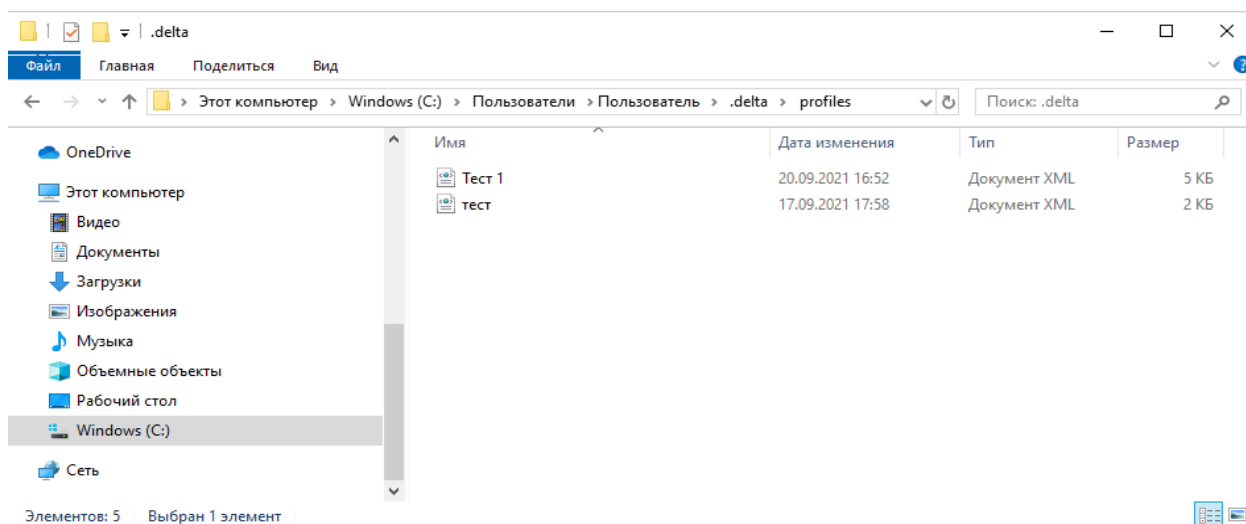 .delta
Файл Главная Поделиться Вид
Этот компьютер > Windows (C:) > Пользователи > Пользователь > .delta > profiles Поиск: .delta
Имя Дата изменения Тип Размер
OneDrive
Этот компьютер
Видео
Документы
Загрузки
Изображения
Музыка
Объемные объекты
Рабочий стол
Windows (C:)
Сеть
Тест 1 20.09.2021 16:52 Документ XML 5 КБ
тест 17.09.2021 17:58 Документ XML 2 КБ
Элементов: 5 Выбран 1 элемент